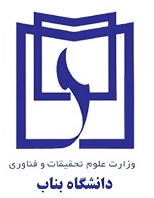 وزارت علوم تحقیقات و فناوری
دانشگاه بناب